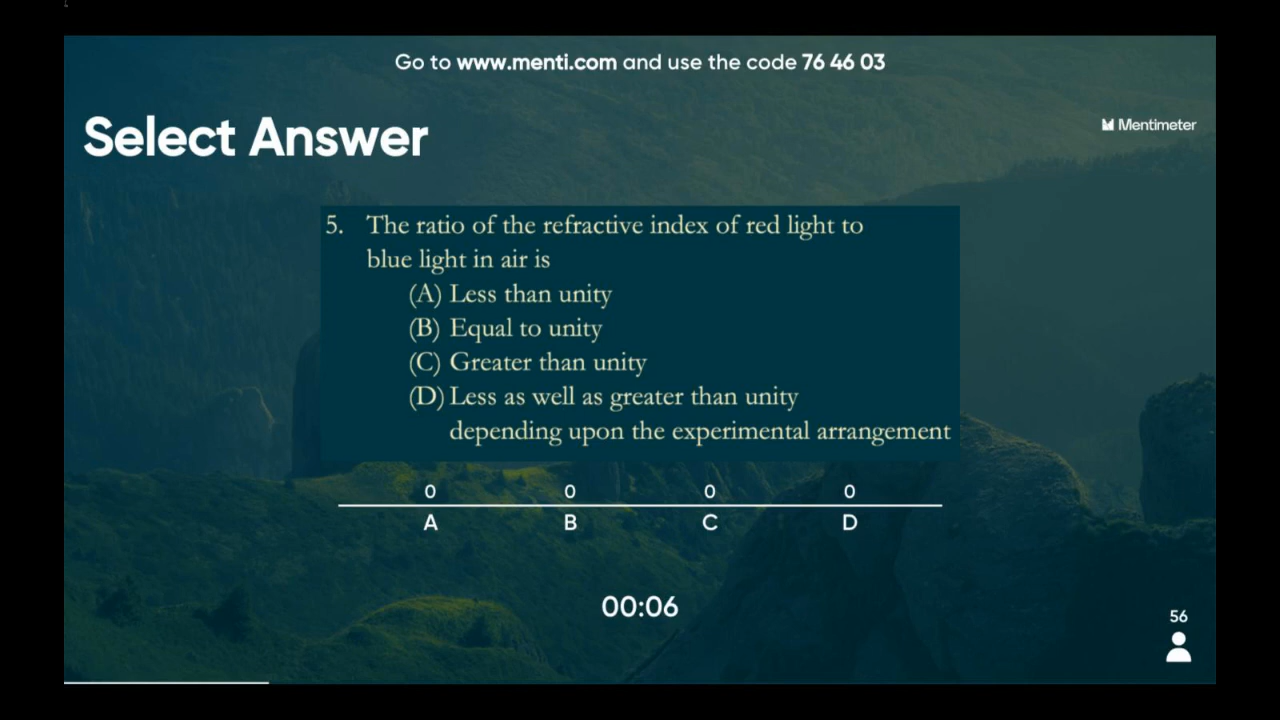 Go to www.menti.com and use the code 76 46 03
Select Answer
Mentimeter
5. The ratio of the refractive index of red light to
blue light in air is
(A) Less than unity
(B) Equal to unity
(C) Greater than unity
(D) Less as well as greater than unity
depending upon the experimental arrangement
0 0 0 0
A B C D
00:06
56